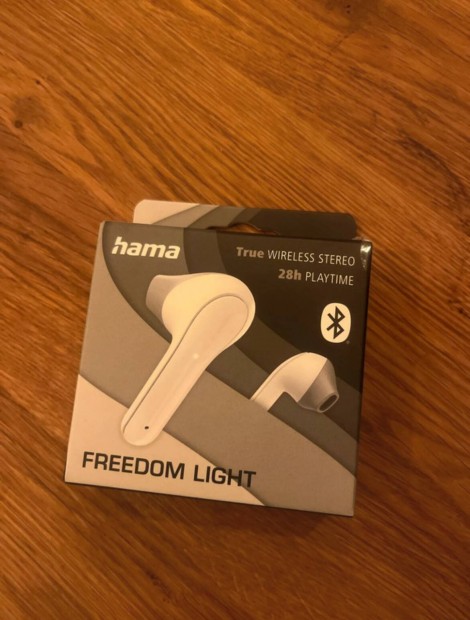 hama
True WIRELESS STEREO
28h PLAYTIME
FREEDOM LIGHT